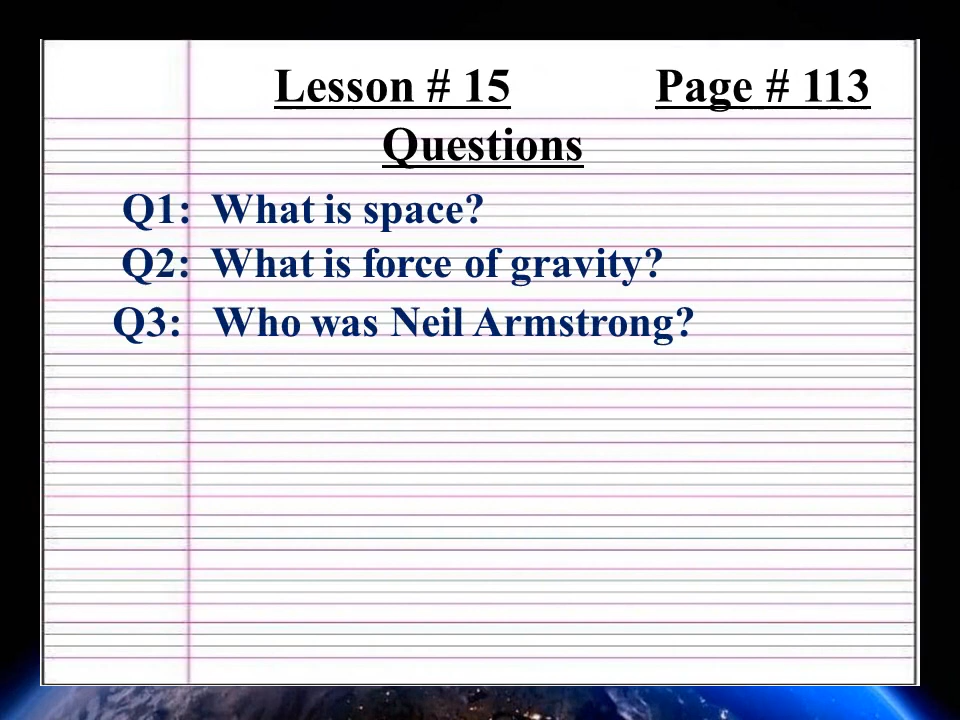 Lesson # 15 Page # 113
Questions
Q1: What is space?
Q2: What is force of gravity?
Q3: Who was Neil Armstrong?